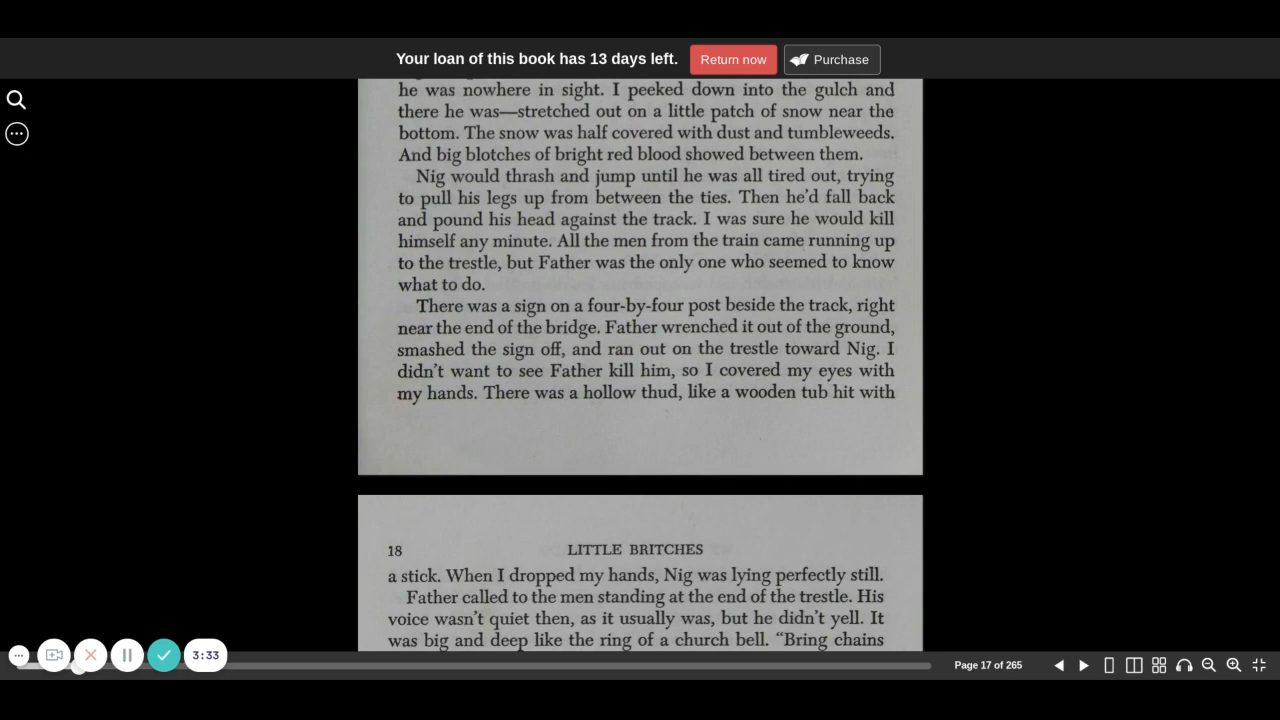 Your loan of this book has 13 days left. Return now Purchase
he was nowhere in sight. I peeked down into the gulch and
there he was—stretched out on a little patch of snow near the
bottom. The snow was half covered with dust and tumbleweeds.
And big blotches of bright red blood showed between them.
Nig would thrash and jump until he was all tired out, trying
to pull his legs up from between the ties. Then he'd fall back
and pound his head against the track. I was sure he would kill
himself any minute. All the men from the train came running up
to the trestle, but Father was the only one who seemed to know
what to do.
There was a sign on a four-by-four post beside the track, right
near the end of the bridge. Father wrenched it out of the ground,
smashed the sign off, and ran out on the trestle toward Nig. I
didn't want to see Father kill him, so I covered my eyes with
my hands. There was a hollow thud, like a wooden tub hit with
18 LITTLE BRITCHES
a stick. When I dropped my hands, Nig was lying perfectly still.
Father called to the men standing at the end of the trestle. His
voice wasn't quiet then, as it usually was, but he didn't yell. It
was big and deep like the ring of a church bell. "Bring chains
3:33
Page 17 of 265